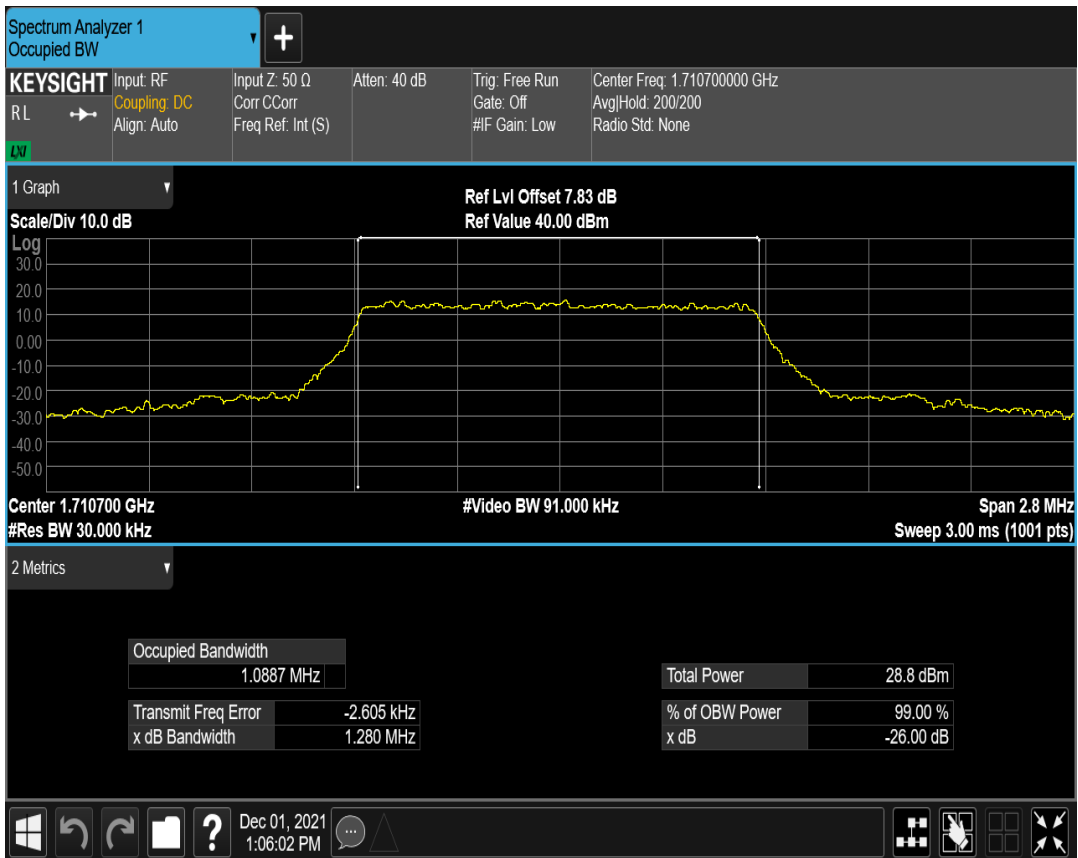 Spectrum Analyzer 1
Occupied BW
+
KEYSIGHT
R L
LXI
Input: RF
Coupling: DC
Align: Auto
Input Z: 50 Ω
Corr CCorr
Freq Ref: Int (S)
Atten: 40 dB
Trig: Free Run
Gate: Off
#IF Gain: Low
Center Freq: 1.710700000 GHz
Avg|Hold: 200/200
Radio Std: None
1 Graph
Scale/Div 10.0 dB
Ref Lvl Offset 7.83 dB
Ref Value 40.00 dBm
Log
30.0
20.0
10.0
0.00
-10.0
-20.0
-30.0
-40.0
-50.0
Center 1.710700 GHz
#Video BW 91.000 kHz
Span 2.8 MHz
#Res BW 30.000 kHz
Sweep 3.00 ms (1001 pts)
2 Metrics
Occupied Bandwidth
1.0887 MHz
Transmit Freq Error -2.605 kHz
x dB Bandwidth 1.280 MHz
Total Power 28.8 dBm
% of OBW Power 99.00 %
x dB -26.00 dB
?
Dec 01, 2021
1:06:02 PM